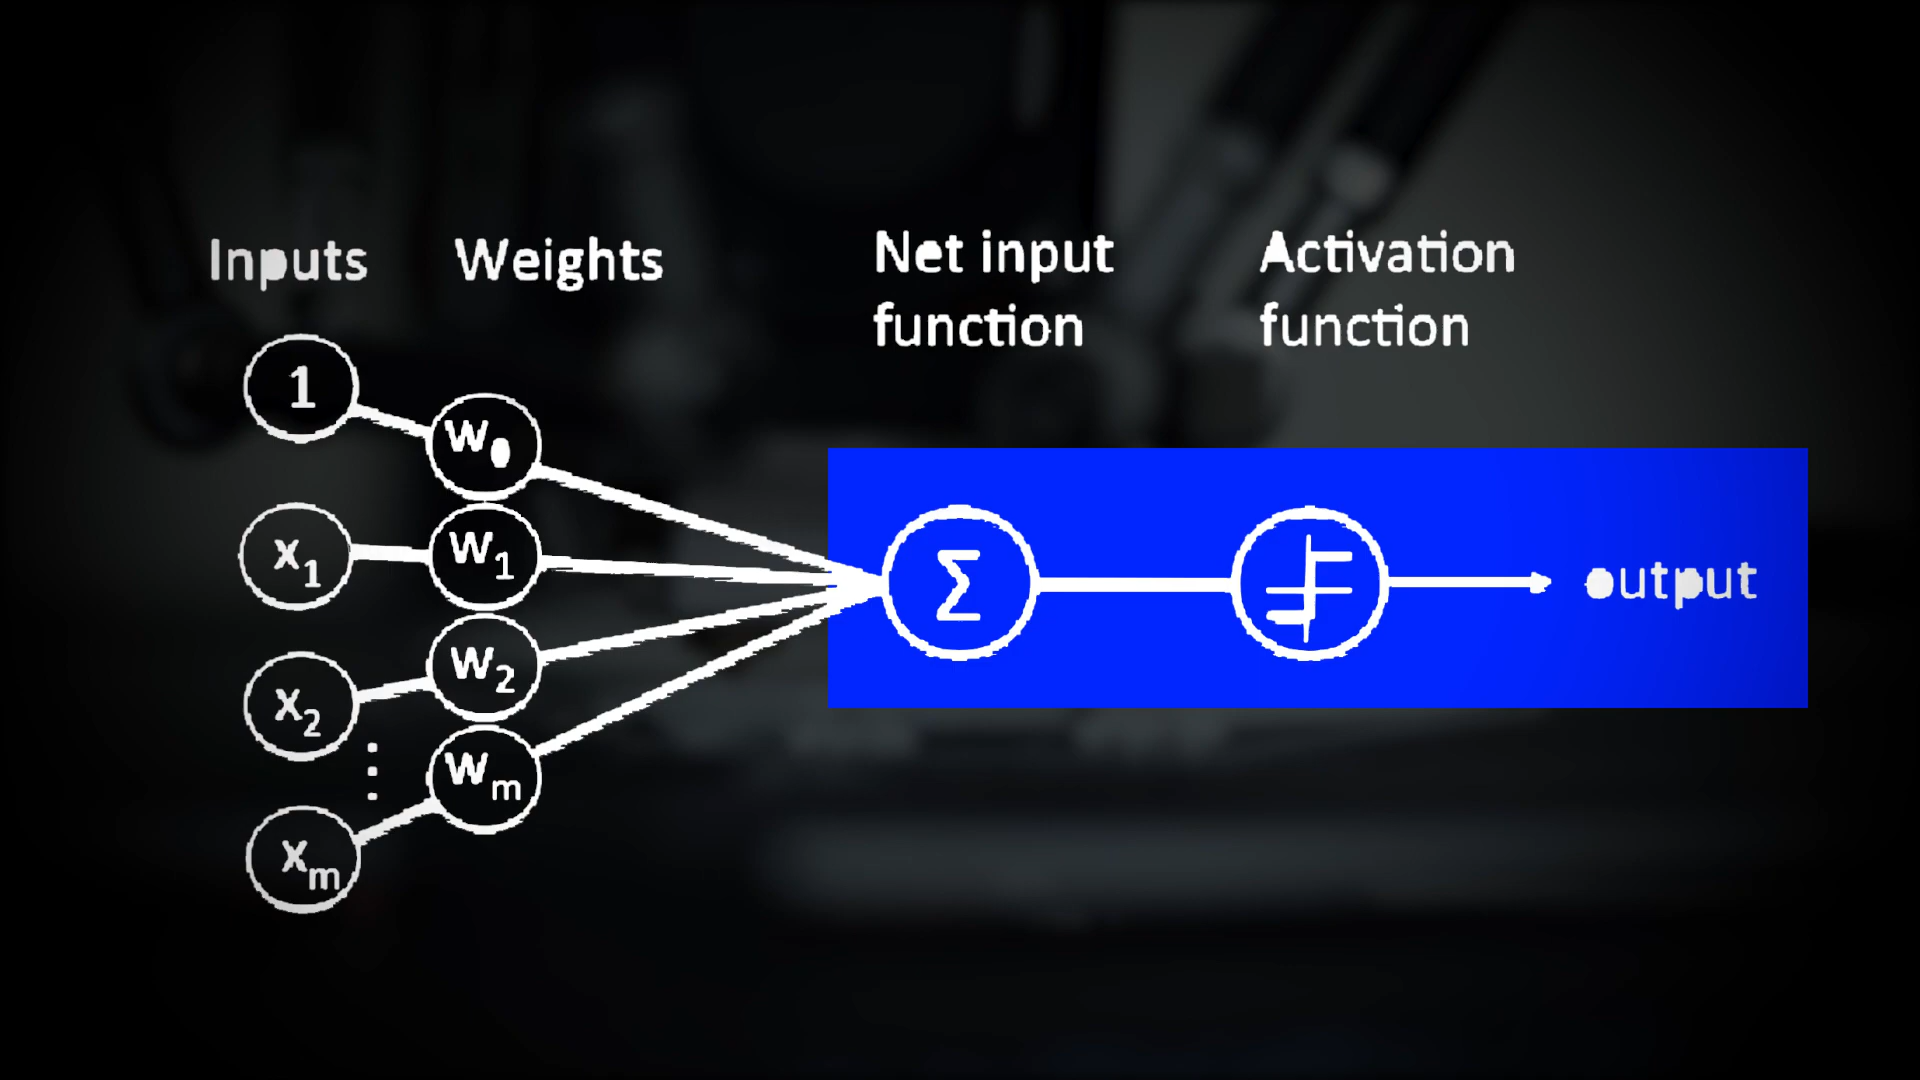 Inputs
Weights
Net input
function
Activation
function
1
w0
x1
w1
x2
w2
xm
wm
Σ
output